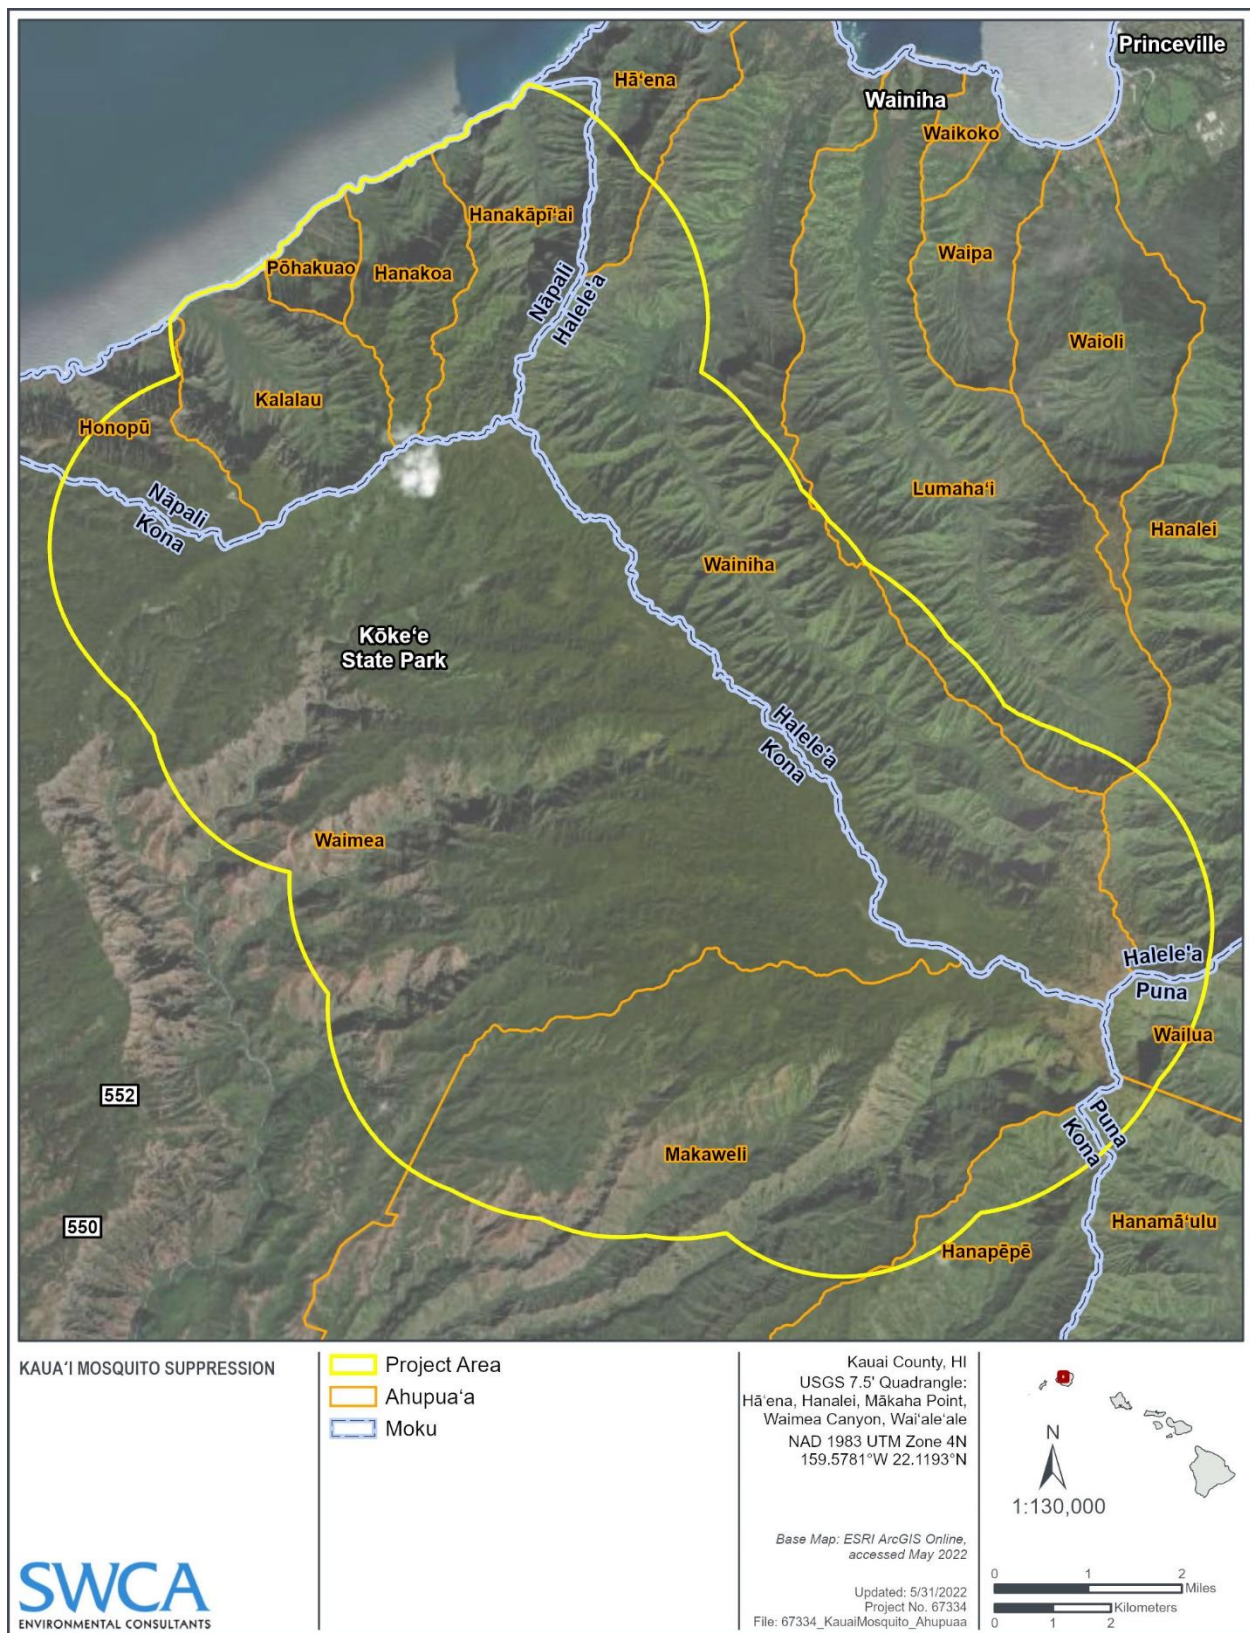 Princeville
Hā‘ena
Wainiha
Waikoko
Hanakāpī‘ai
Waipa
Pōhakuao
Hanakoa
Nāpali
Halele'a
Waioli
Kalalau
Honopū
Lumaha‘i
Nāpali
Kona
Hanalei
Wainiha
Kōke‘e
State Park
Halele'a
Kona
Waimea
Halele'a
Puna
Wailua
552
Puna
Kona
Makaweli
550
Hanamā‘ulu
Hanapēpē
KAUA‘I MOSQUITO SUPPRESSION
Project Area
Ahupua‘a
Moku
Kauai County, HI
USGS 7.5' Quadrangle:
Hā‘ena, Hanalei, Mākaha Point,
Waimea Canyon, Wai‘ale‘ale
NAD 1983 UTM Zone 4N
159.5781°W 22.1193°N
Base Map: ESRI ArcGIS Online,
accessed May 2022
Updated: 5/31/2022
Project No. 67334
File: 67334_KauaiMosquito_Ahupuaa
N
1:130,000
0 1 2
Miles
Kilometers
0 1 2
SWCA
ENVIRONMENTAL CONSULTANTS